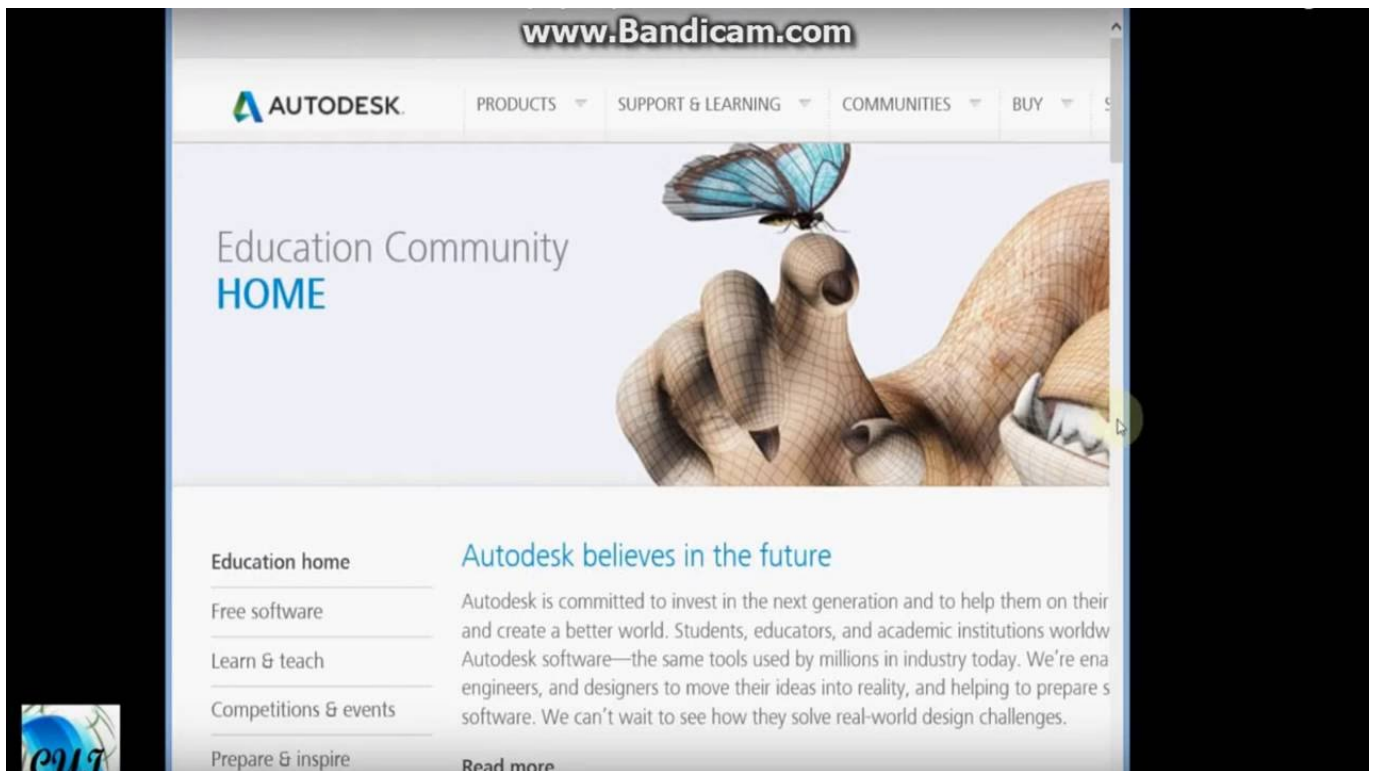 www.Bandicam.com
AUTODESK.
PRODUCTS
SUPPORT & LEARNING
COMMUNITIES
BUY
Education Community
HOME
Education home
Free software
Learn & teach
Competitions & events
Prepare & inspire
Autodesk believes in the future
Autodesk is committed to invest in the next generation and to help them on their
and create a better world. Students, educators, and academic institutions worldw
Autodesk software—the same tools used by millions in industry today. We're ena
engineers, and designers to move their ideas into reality, and helping to prepare s
software. We can't wait to see how they solve real-world design challenges.
Read more